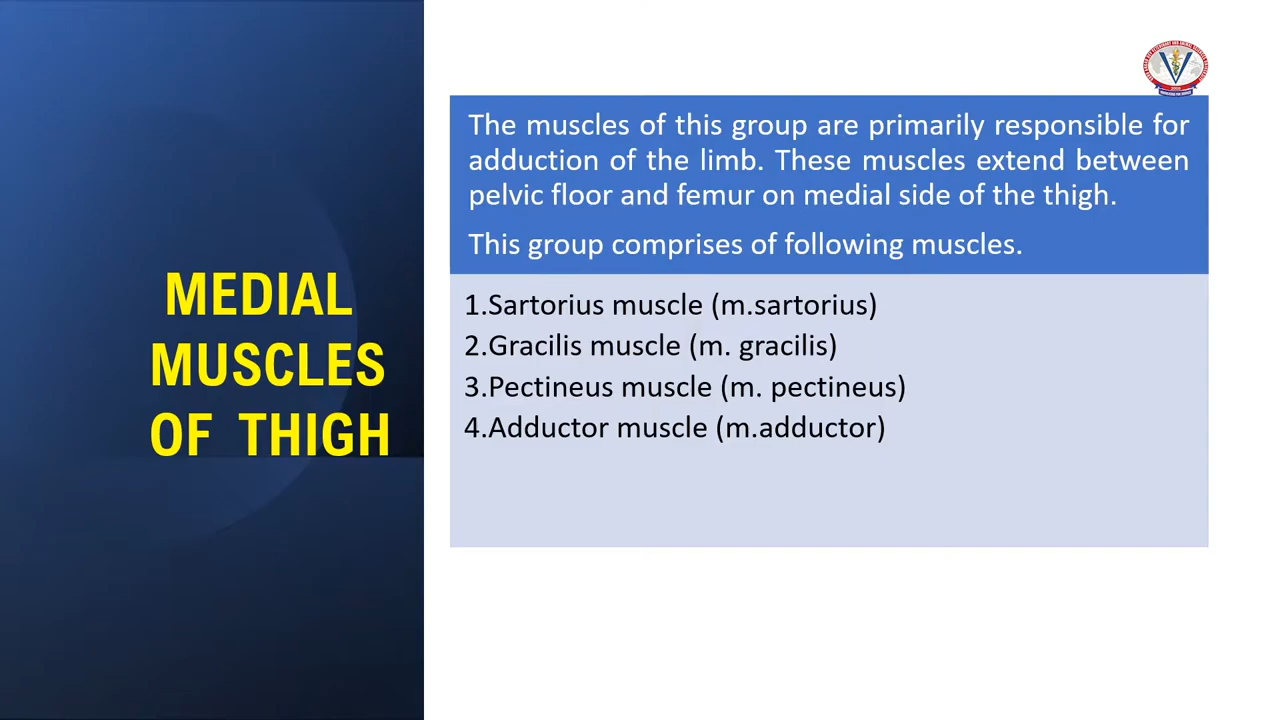 MEDIAL
MUSCLES
OF THIGH
The muscles of this group are primarily responsible for
adduction of the limb. These muscles extend between
pelvic floor and femur on medial side of the thigh.
This group comprises of following muscles.
1.Sartorius muscle (m.sartorius)
2.Gracilis muscle (m. gracilis)
3.Pectineus muscle (m. pectineus)
4.Adductor muscle (m.adductor)